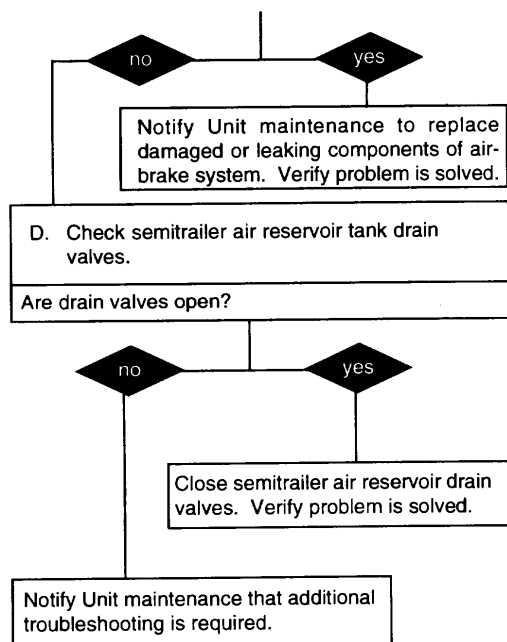 no
yes
Notify Unit maintenance to replace
damaged or leaking components of air-
brake system. Verify problem is solved.
D. Check semitrailer air reservoir tank drain
valves.
Are drain valves open?
no
yes
Close semitrailer air reservoir drain
valves. Verify problem is solved.
Notify Unit maintenance that additional
troubleshooting is required.